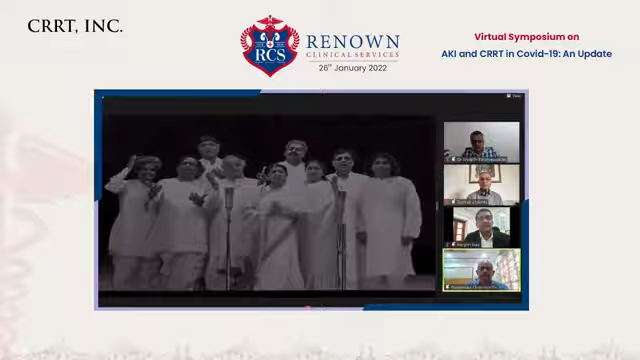 CRRT, INC.
RCS
RENOWN
CLINICAL SERVICES
26th January 2022
Virtual Symposium on
AKI and CRRT in Covid-19: An Update